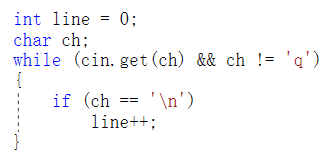 int line = 0;
char ch;
while (cin.get(ch) && ch != 'q')
{
    if (ch == '\n')
        line++;
}